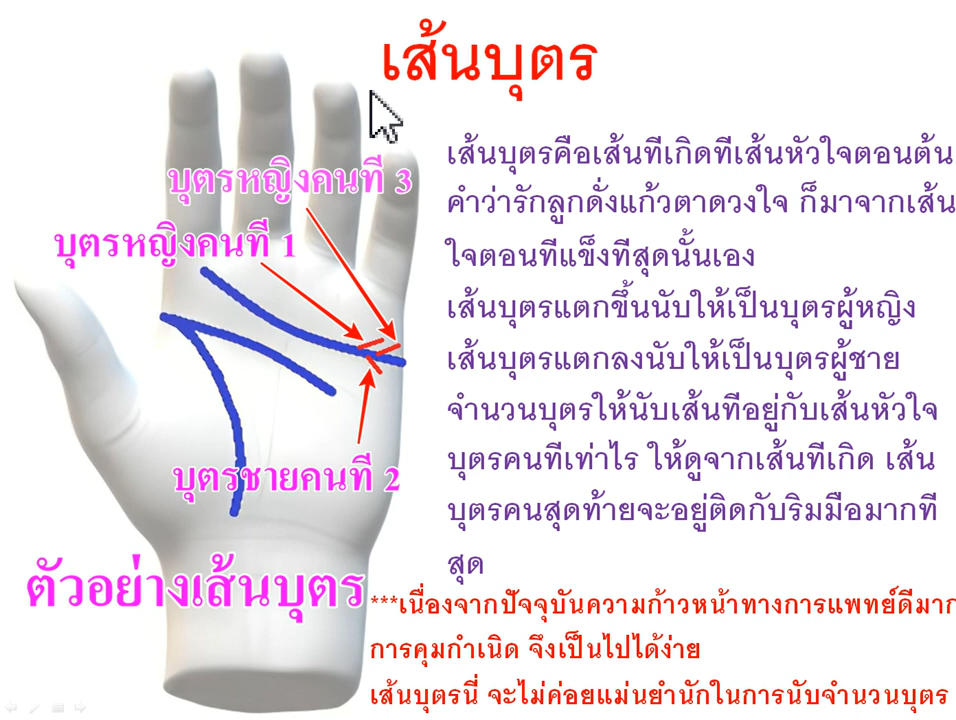 เส้นบุตร
เส้นบุตรคือเส้นที่เกิดที่เส้นหัวใจตอนต้น
คำว่ารักลูกดั่งแก้วตาดวงใจ ก็มาจากเส้น
ใจตอนที่แข็งที่สุดนั้นเอง
เส้นบุตรแตกขึ้นนับให้เป็นบุตรผู้หญิง
เส้นบุตรแตกลงนับให้เป็นบุตรผู้ชาย
จำนวนบุตรให้นับเส้นที่อยู่กับเส้นหัวใจ
บุตรคนที่เท่าไร ให้ดูจากเส้นที่เกิด เส้น
บุตรคนสุดท้ายจะอยู่ติดกับริมมือมากที่
สุด
บุตรหญิงคนที่ 3
บุตรหญิงคนที่ 1
บุตรชายคนที่ 2
ตัวอย่างเส้นบุตร
***เนื่องจากปัจจุบันความก้าวหน้าทางการแพทย์ดีมาก
การคุมกำเนิด จึงเป็นไปได้ง่าย
เส้นบุตรนี่ จะไม่ค่อยแม่นยำนักในการนับจำนวนบุตร